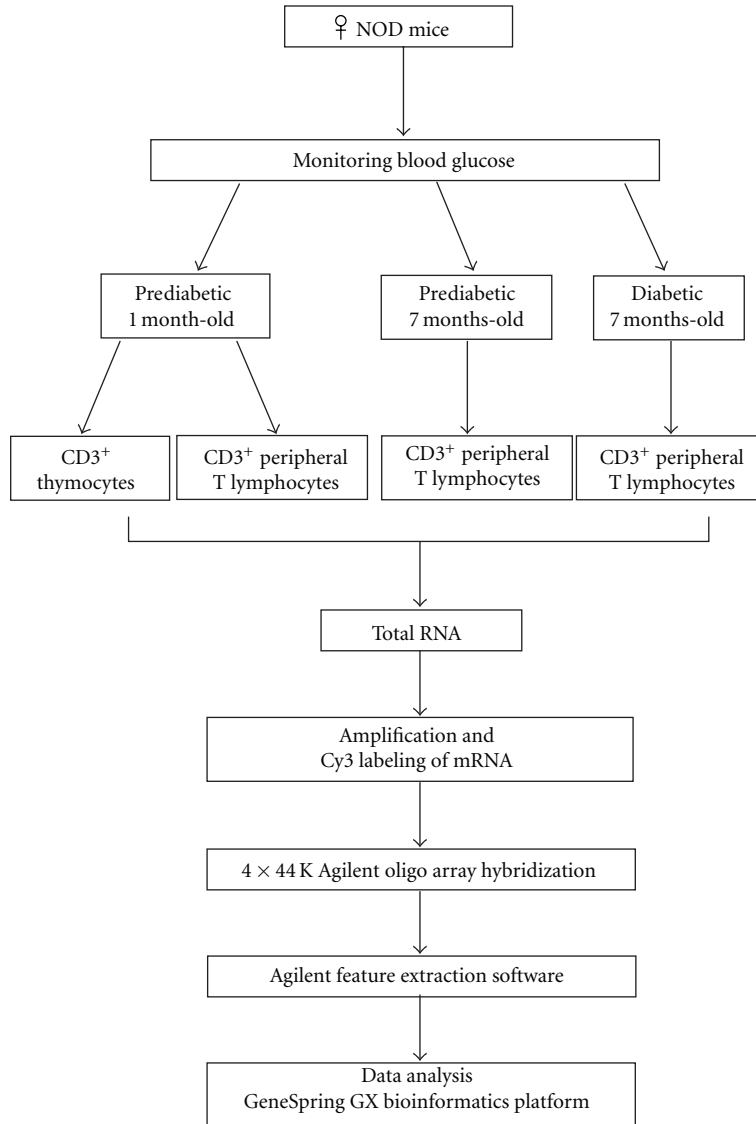 ♀ NOD mice
Monitoring blood glucose
Prediabetic
1 month-old
Prediabetic
7 months-old
Diabetic
7 months-old
CD3⁺
thymocytes
CD3⁺ peripheral
T lymphocytes
CD3⁺ peripheral
T lymphocytes
CD3⁺ peripheral
T lymphocytes
Total RNA
Amplification and
Cy3 labeling of mRNA
4 × 44 K Agilent oligo array hybridization
Agilent feature extraction software
Data analysis
GeneSpring GX bioinformatics platform